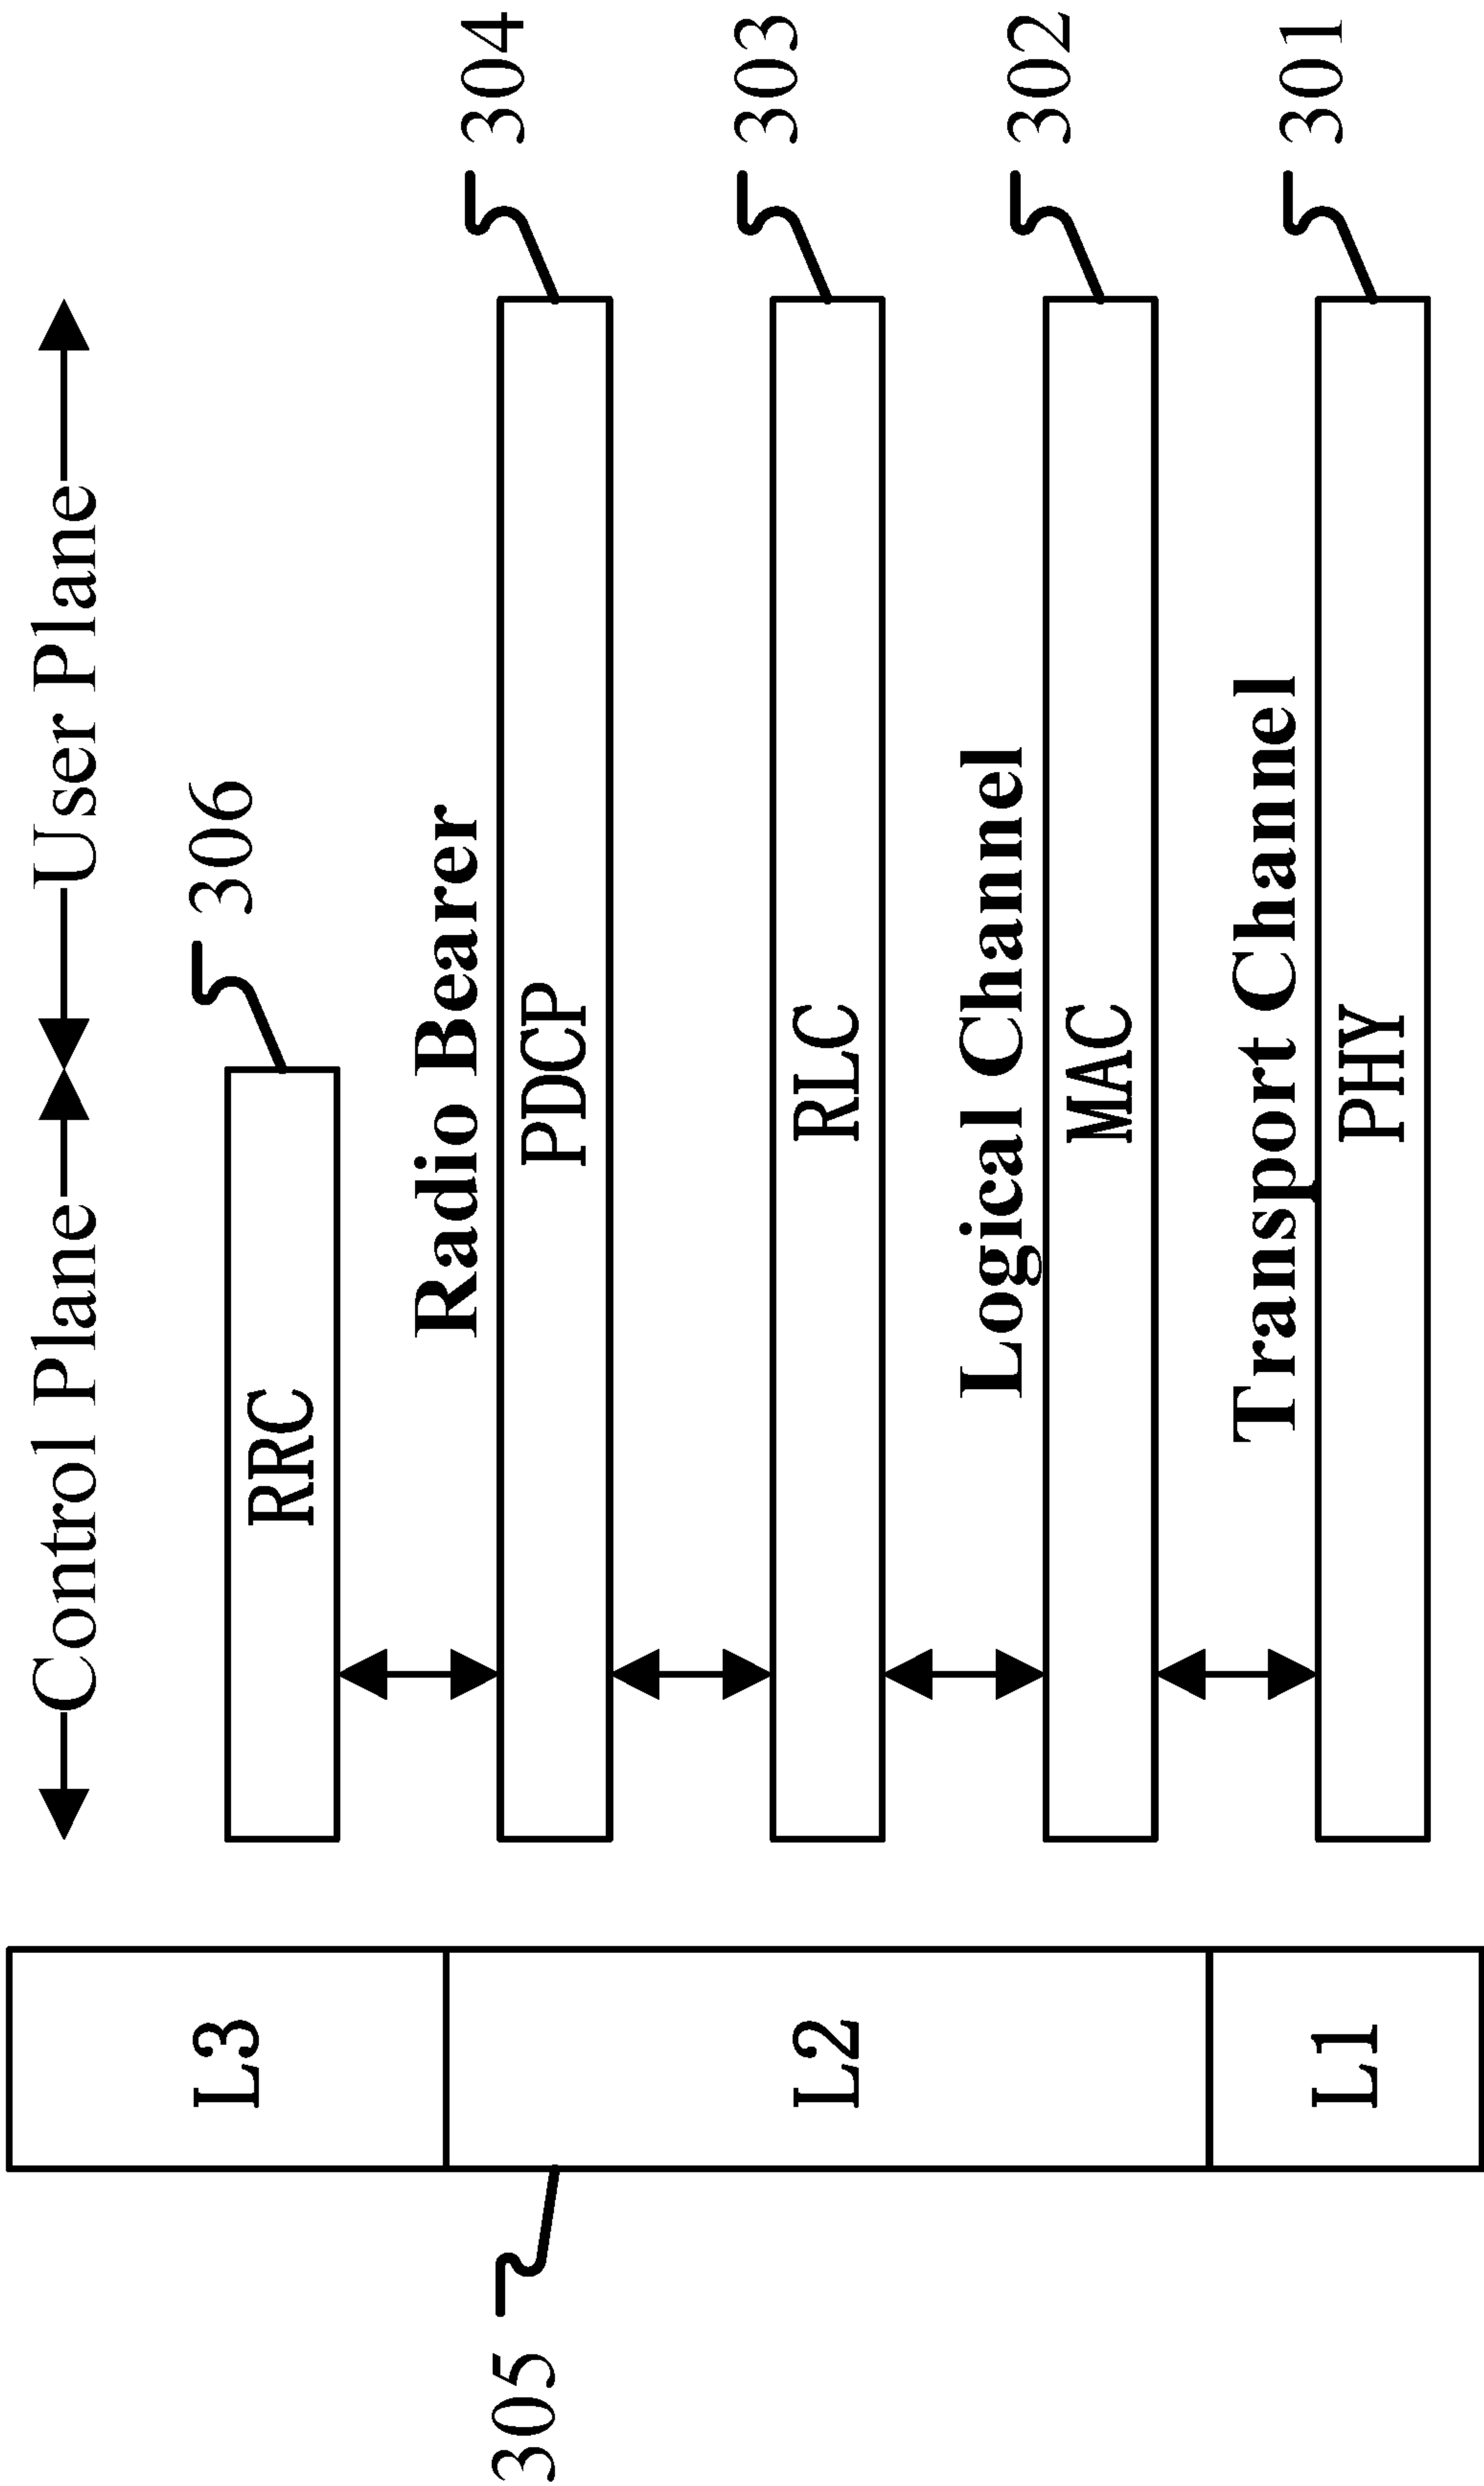 Control Plane
User Plane
306
L3
RRC
Radio Bearer
304
305
PDCP
303
L2
RLC
Logical Channel
302
MAC
Transport Channel
301
L1
PHY